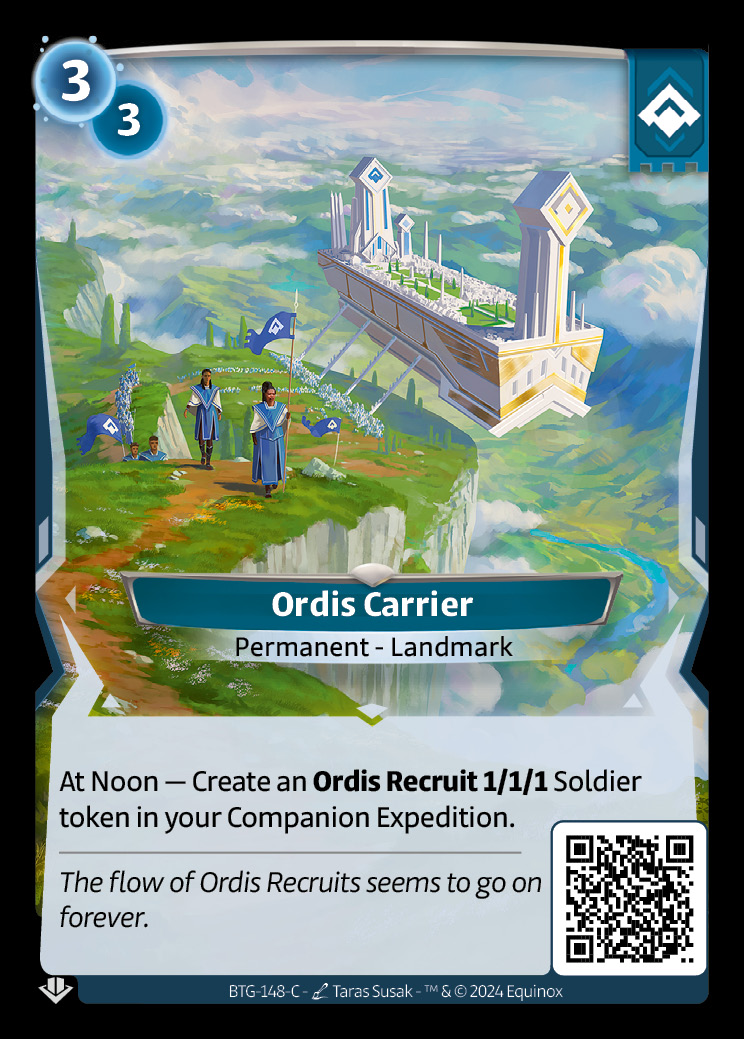 3
3
Ordis Carrier
Permanent - Landmark
At Noon — Create an Ordis Recruit 1/1/1 Soldier
token in your Companion Expedition.
The flow of Ordis Recruits seems to go on
forever.
BTG-148-C - Taras Susak - ™ & © 2024 Equinox